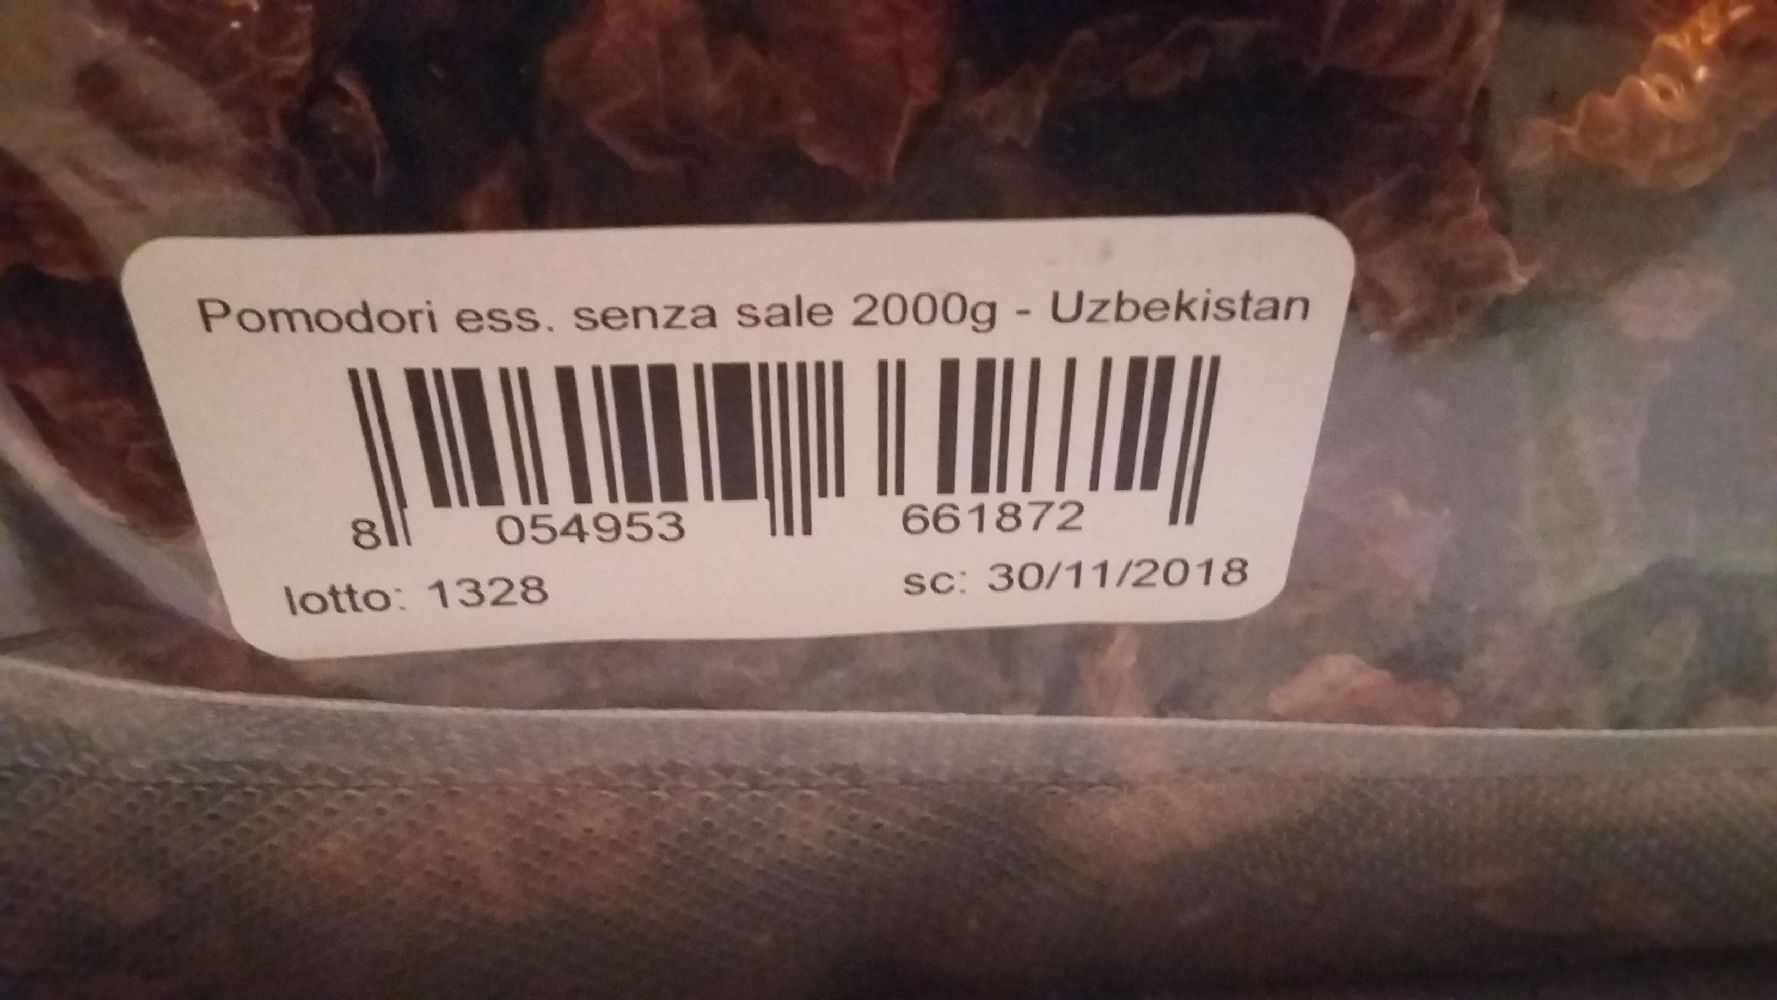 Pomodori ess. senza sale 2000g - Uzbekistan
8 054953 661872
lotto: 1328 sc: 30/11/2018